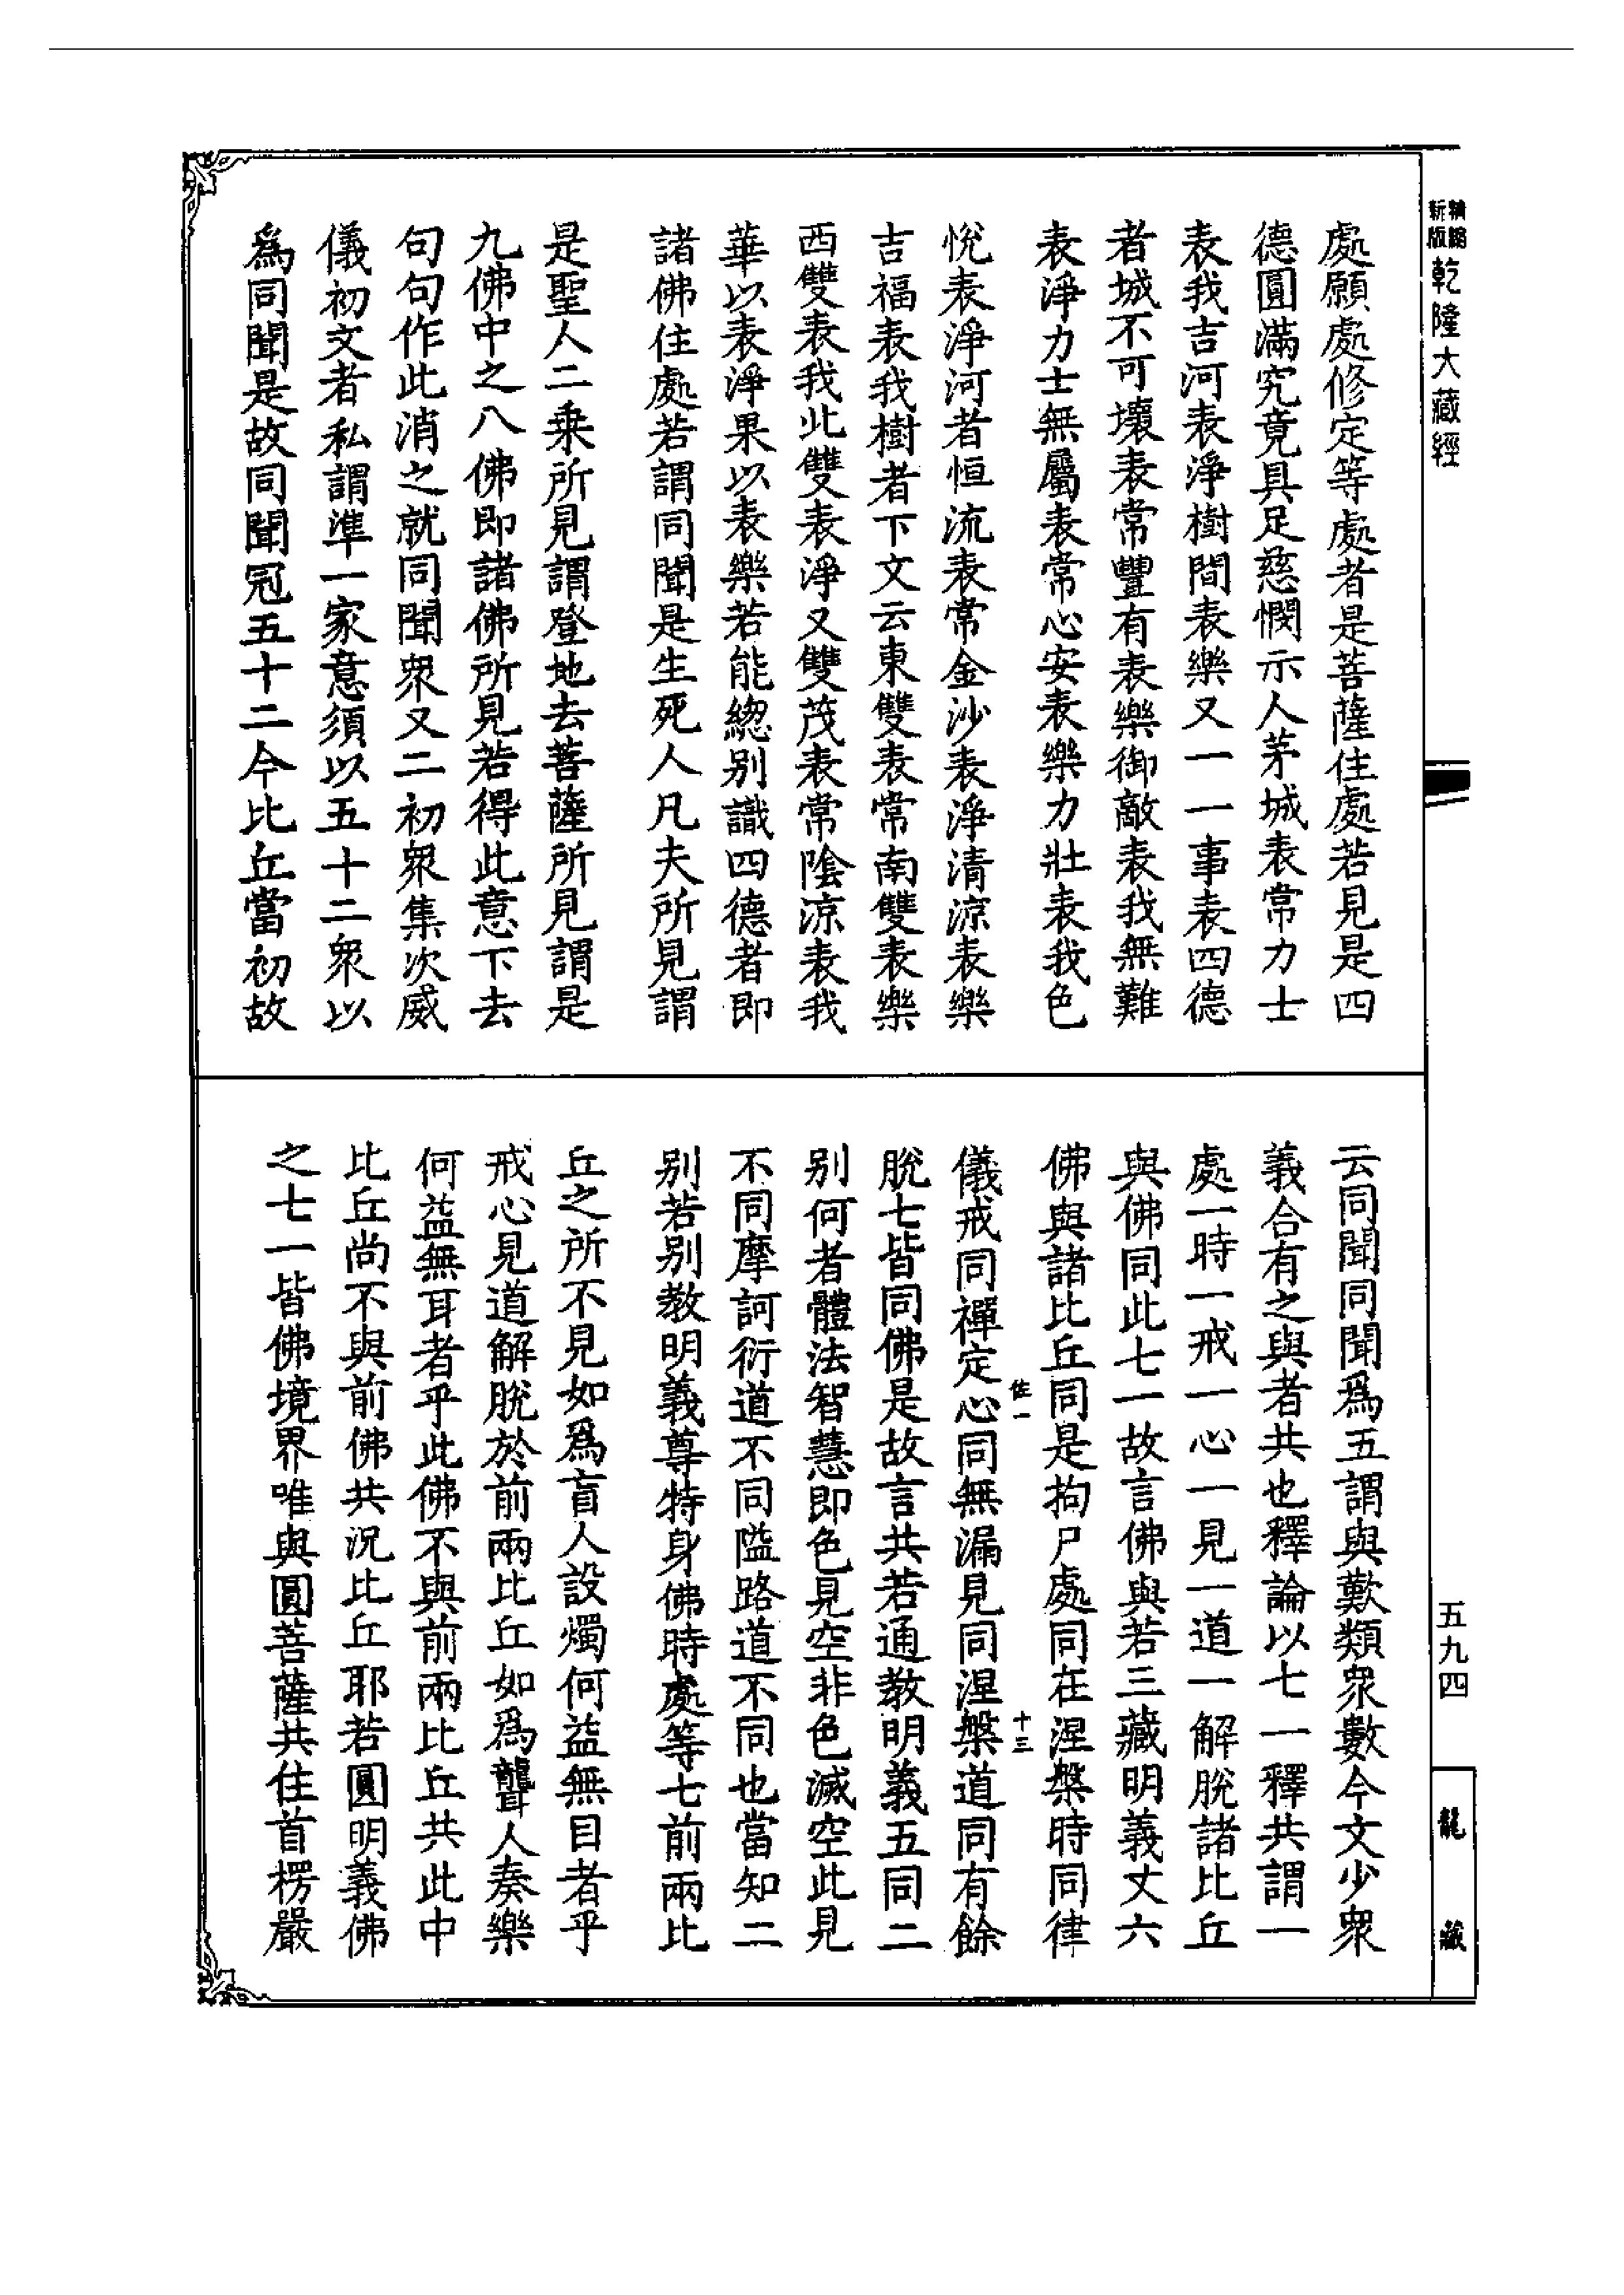 精縮新版乾隆大藏經
處願處修定等處者是菩薩住處若見是四
德圓滿究竟具足慈憫示人茅城表常力士
表我吉河表淨樹間表樂又一一事表四德
者城不可壞表常豐有表樂御敵表我無難
表淨力士無屬表常心安表樂力壯表我色
悅表淨河者恒流表常金沙表淨清涼表樂
吉福表我樹者下文云東雙表常南雙表樂
西雙表我此雙表淨又雙茂表常陰涼表我
華以表淨果以表樂若能緫別識四德者即
諸佛住處若謂同聞是生死人凡夫所見謂
是聖人二乘所見謂登地去菩薩所見謂是
九佛中之八佛即諸佛所見若得此意下去
句句作此消之就同聞眾又二初眾集次威
儀初文者私謂準一家意須以五十二眾以
為同聞是故同聞冠五十二今比丘當初故
云同聞同聞為五謂與歎類眾數今文少眾
義合有之與者共也釋論以七一釋共謂一
處一時一戒一心一見一道一解脫諸比丘
與佛同此七一故言佛與若三藏明義丈六
佛與諸比丘同是拘尸處同在涅槃時同律
佐一 十三
儀戒同禪定心同無漏見同涅槃道同有餘
脫七皆同佛是故言共若通教明義五同二
別何者體法智慧即色見空非色滅空此見
不同摩訶衍道不同隘路道不同也當知二
別若別教明義尊特身佛時處等七前兩比
丘之所不見如為盲人設燭何益無目者乎
戒心見道解脫於前兩比丘如為聾人奏樂
何益無耳者乎此佛不與前兩比丘共此中
比丘尚不與前佛共況比丘耶若圓明義佛
之七一皆佛境界唯與圓菩薩共住首楞嚴
五九四
龍藏